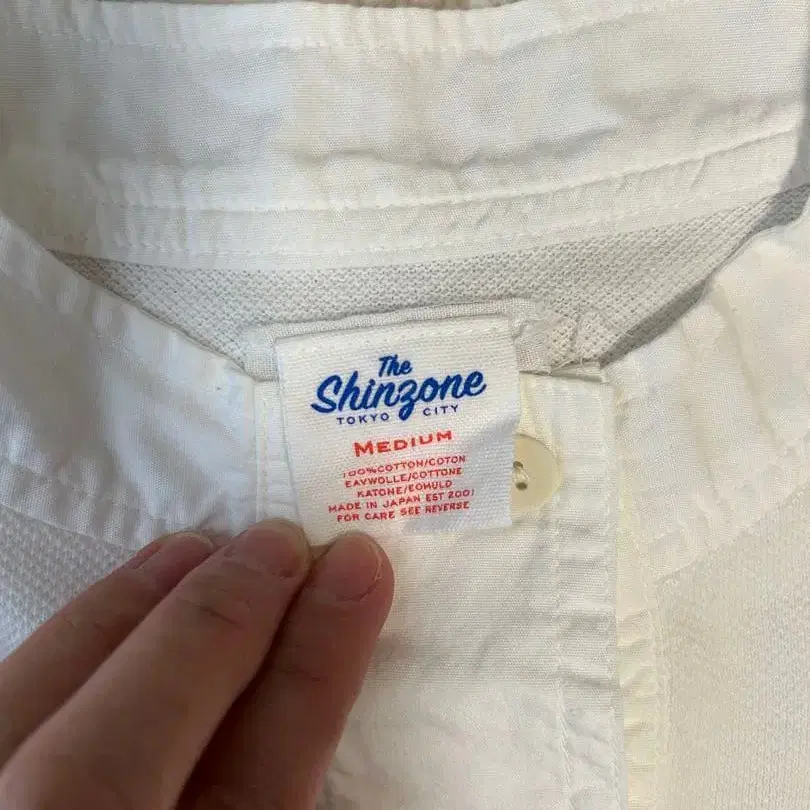 The
Shinzone
TOKYO CITY
MEDIUM
100%COTTON/COTON
EAVWOLLE/COTTONE
KATONE/EOMULD
MADE IN JAPAN EST 2001
FOR CARE SEE REVERSE